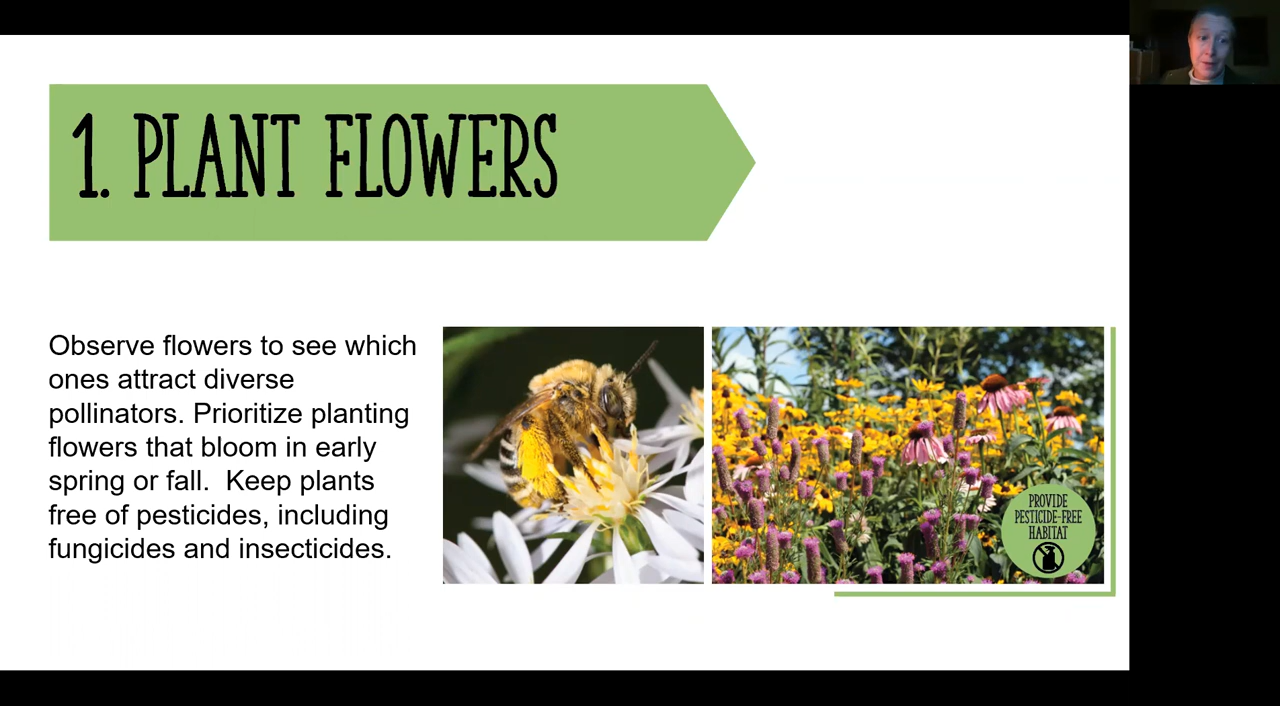 1. PLANT FLOWERS
Observe flowers to see which
ones attract diverse
pollinators. Prioritize planting
flowers that bloom in early
spring or fall.  Keep plants
free of pesticides, including
fungicides and insecticides.
PROVIDE
PESTICIDE-FREE
HABITAT